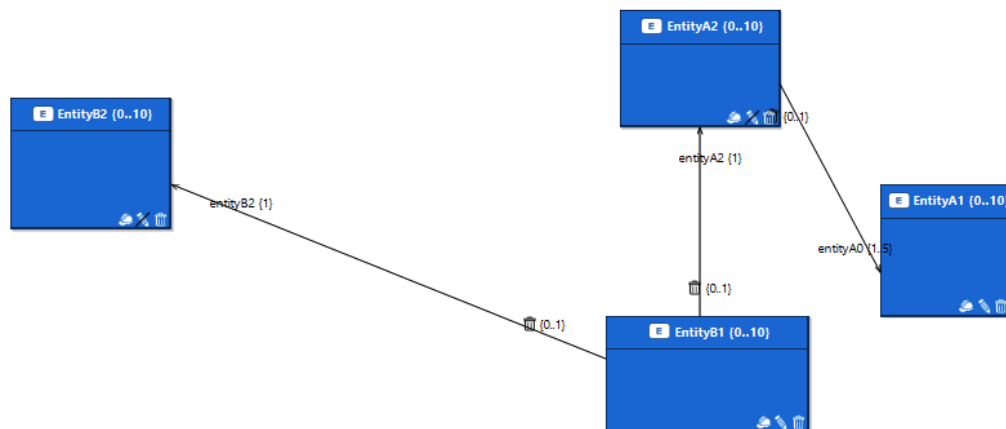 E EntityA2 {0..10}
E EntityB2 {0..10}
{0..1}
entityA2 {1}
E EntityA1 {0..10}
entityB2 {1}
entityA0 {1..5}
{0..1}
{0..1}
E EntityB1 {0..10}